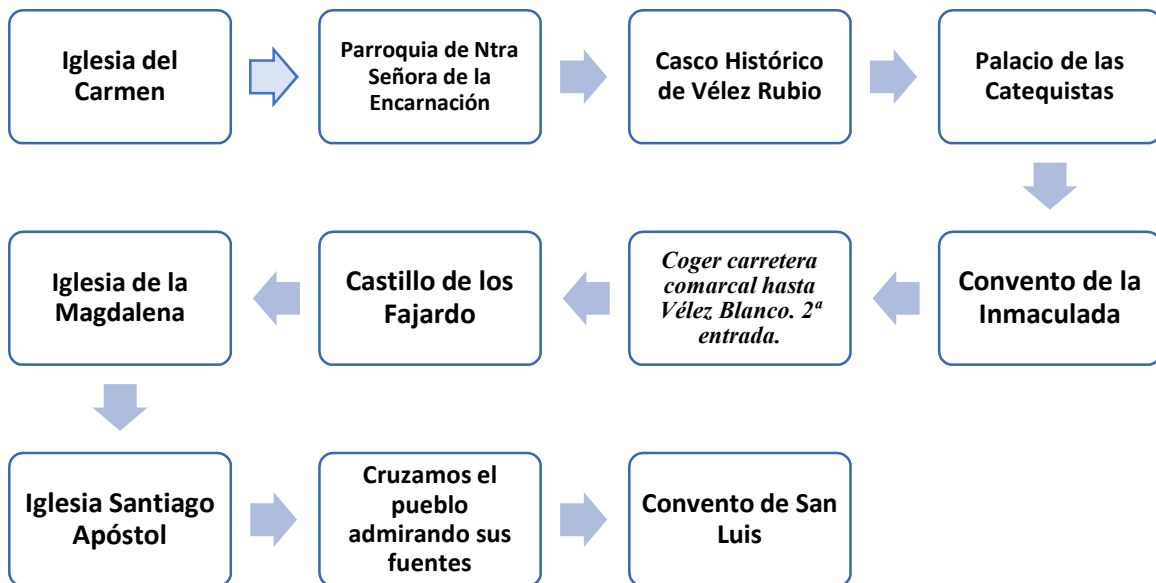 Iglesia del
Carmen
Parroquia de Ntra
Señora de la
Encarnación
Casco Histórico
de Vélez Rubio
Palacio de las
Catequistas
Convento de la
Inmaculada
Coger carretera
comarcal hasta
Vélez Blanco. 2ª
entrada.
Castillo de los
Fajardo
Iglesia de la
Magdalena
Iglesia Santiago
Apóstol
Cruzamos el
pueblo
admirando sus
fuentes
Convento de San
Luis